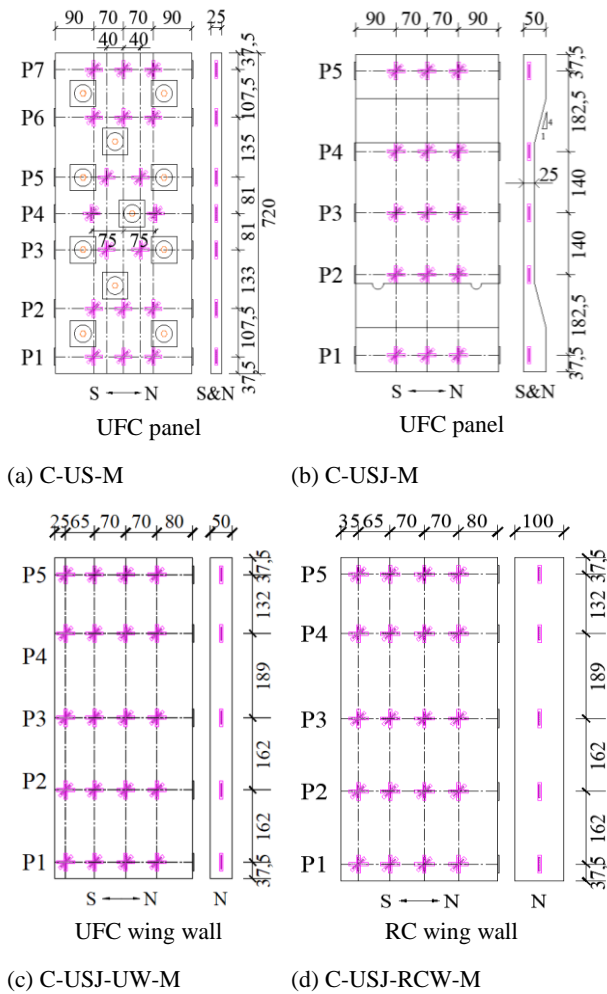 90 70 70 90 25
40 40
P7
P6
P5
P4
P3
P2
P1
75 75
37,5
107,5
135
81
81
133
107,5
37,5
720
S N S&N
UFC panel
(a) C-US-M
90 70 70 90 50
P5
P4
P3
P2
P1
4
1
25
37,5
182,5
140
140
182,5
37,5
S N S&N
UFC panel
(b) C-USJ-M
25 65 70 70 80 50
P5
P4
P3
P2
P1
37,5
132
189
162
162
37,5
S N N
UFC wing wall
(c) C-USJ-UW-M
35 65 70 70 80 100
P5
P4
P3
P2
P1
37,5
132
189
162
162
37,5
S N N
RC wing wall
(d) C-USJ-RCW-M